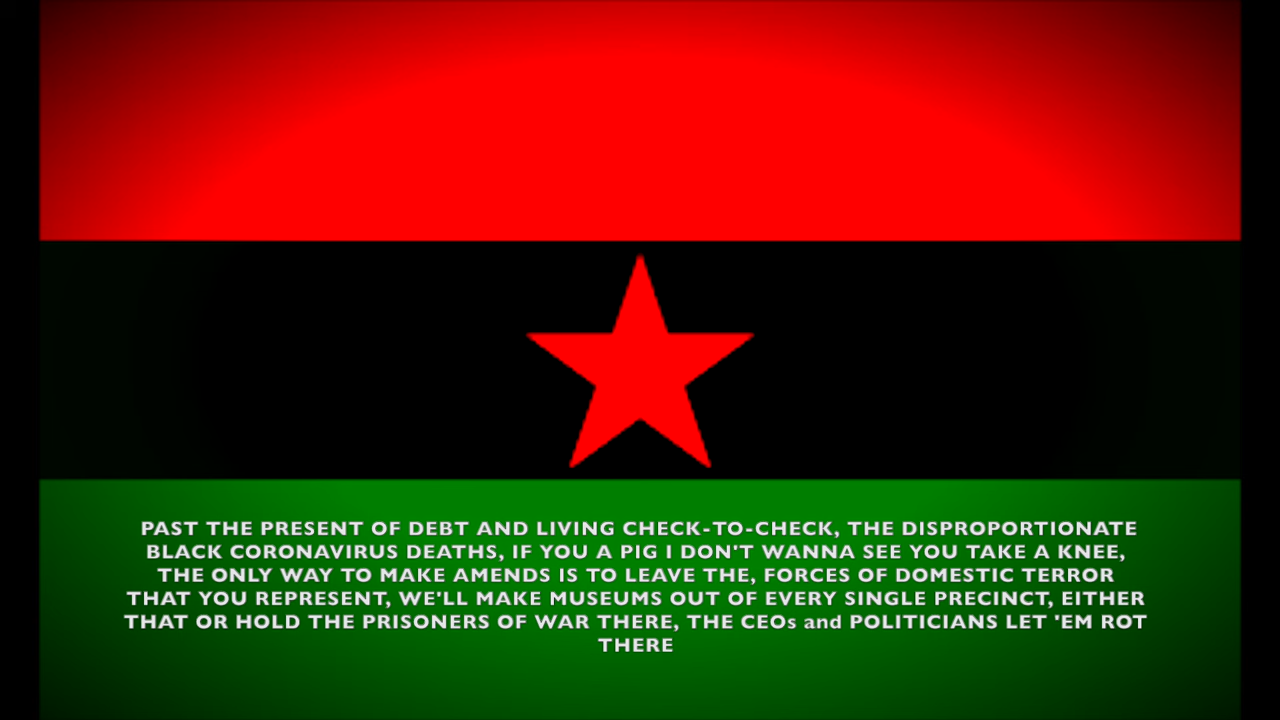 PAST THE PRESENT OF DEBT AND LIVING CHECK-TO-CHECK, THE DISPROPORTIONATE
BLACK CORONAVIRUS DEATHS, IF YOU A PIG I DON'T WANNA SEE YOU TAKE A KNEE,
THE ONLY WAY TO MAKE AMENDS IS TO LEAVE THE, FORCES OF DOMESTIC TERROR
THAT YOU REPRESENT, WE'LL MAKE MUSEUMS OUT OF EVERY SINGLE PRECINCT, EITHER
THAT OR HOLD THE PRISONERS OF WAR THERE, THE CEOs and POLITICIANS LET 'EM ROT
THERE